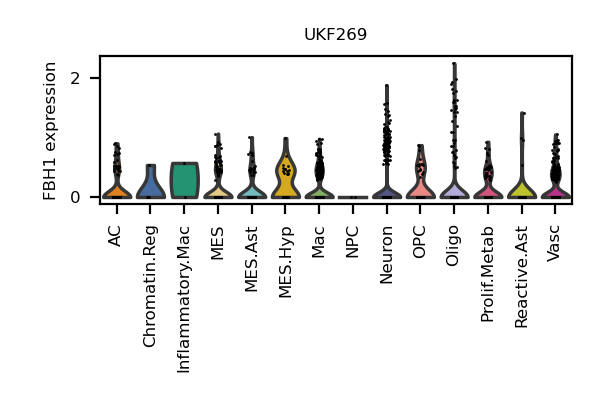 UKF269
FBH1 expression
2
0
AC
Chromatin.Reg
Inflammatory.Mac
MES
MES.Ast
MES.Hyp
Mac
NPC
Neuron
OPC
Oligo
Prolif.Metab
Reactive.Ast
Vasc